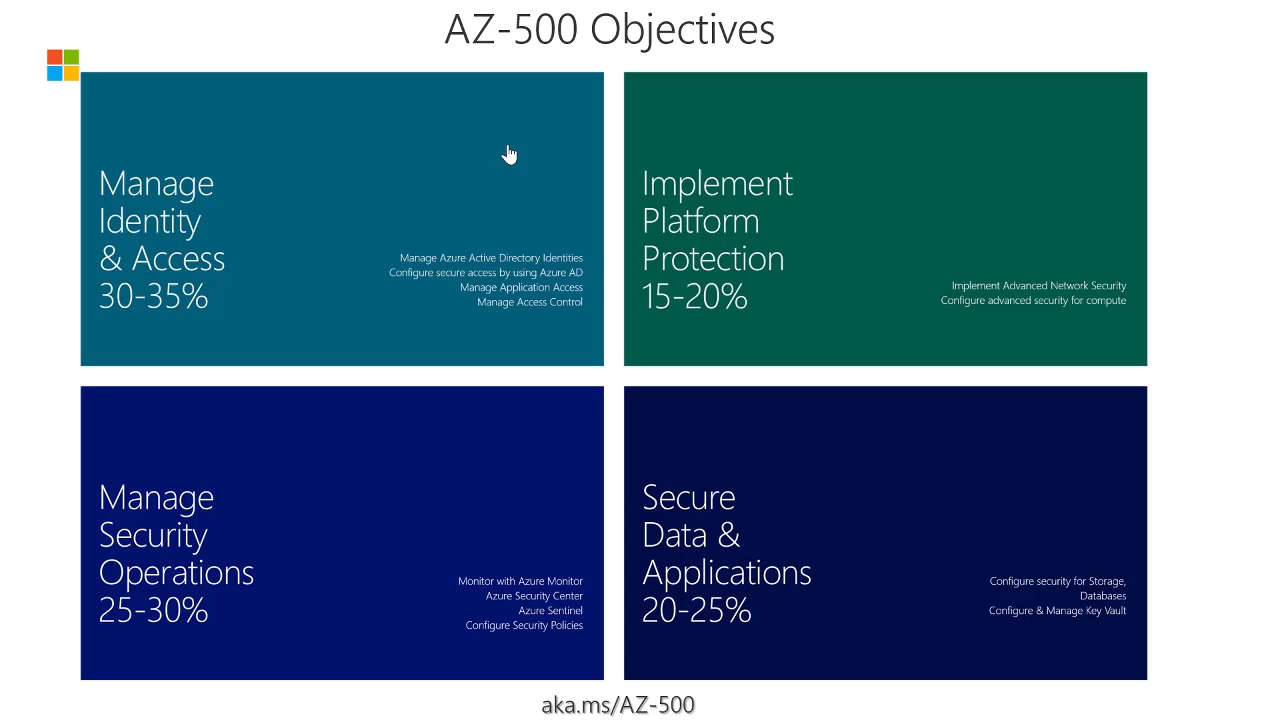 AZ-500 Objectives
Manage
Identity
& Access
30-35%
Manage Azure Active Directory Identities
Configure secure access by using Azure AD
Manage Application Access
Manage Access Control
Implement
Platform
Protection
15-20%
Implement Advanced Network Security
Configure advanced security for compute
Manage
Security
Operations
25-30%
Monitor with Azure Monitor
Azure Security Center
Azure Sentinel
Configure Security Policies
Secure
Data &
Applications
20-25%
Configure security for Storage,
Databases
Configure & Manage Key Vault
aka.ms/AZ-500